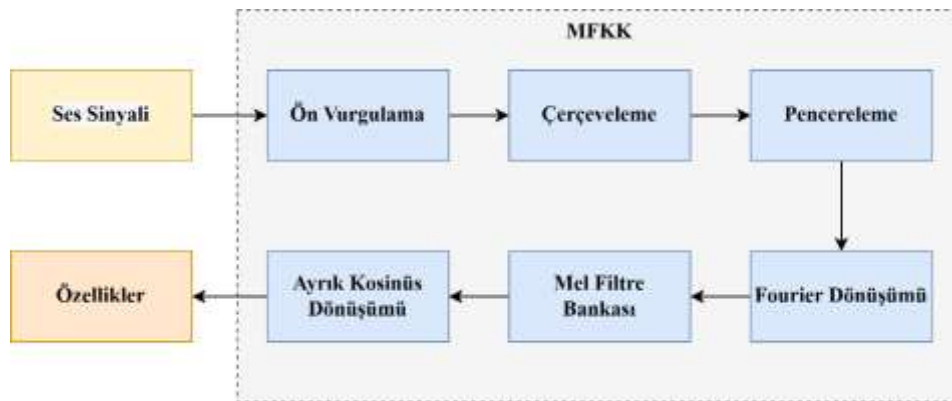 MFKK
Ses Sinyali
Ön Vurgulama
Çerçeveleme
Pencereleme
Fourier Dönüşümü
Mel Filtre
Bankası
Ayrık Kosinüs
Dönüşümü
Özellikler